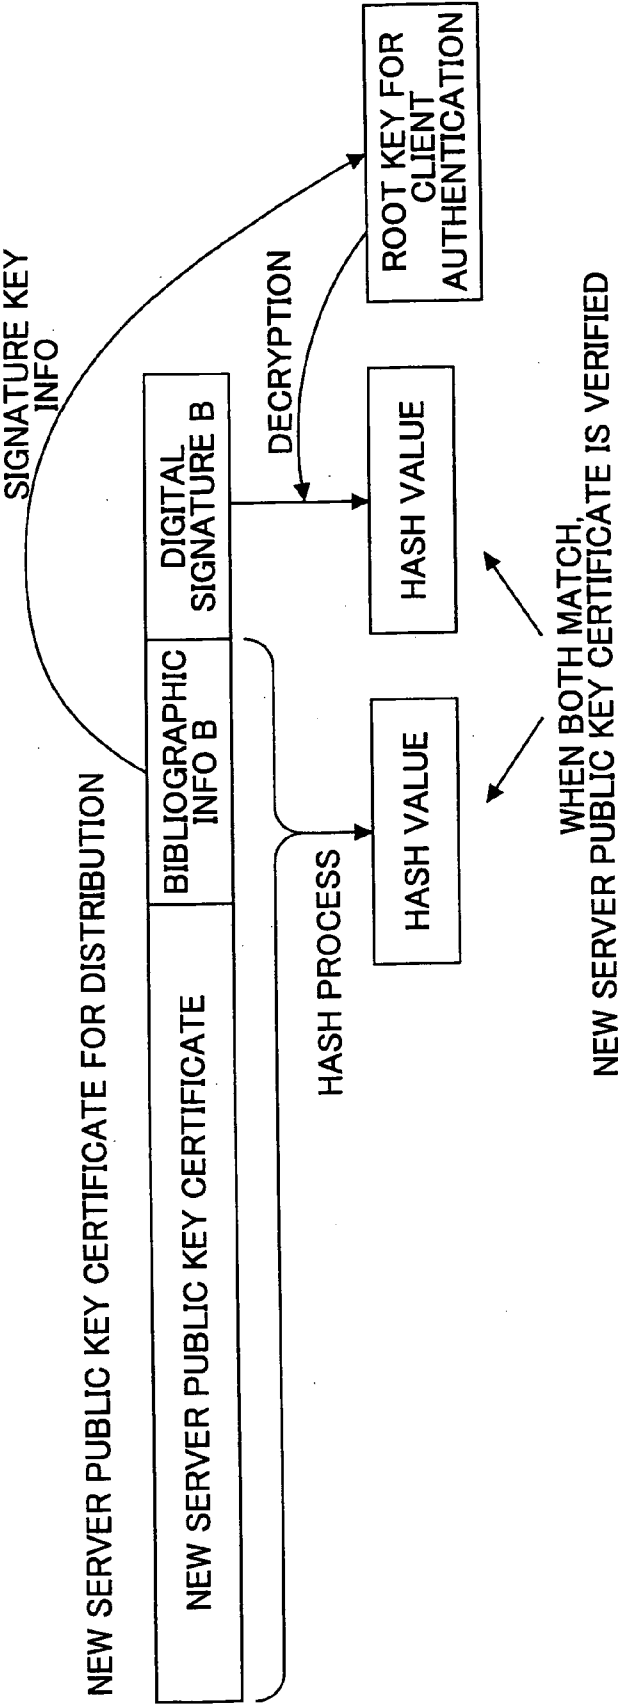 NEW SERVER PUBLIC KEY CERTIFICATE FOR DISTRIBUTION
SIGNATURE KEY
INFO
NEW SERVER PUBLIC KEY CERTIFICATE
BIBLIOGRAPHIC
INFO B
DIGITAL
SIGNATURE B
HASH PROCESS
DECRYPTION
HASH VALUE
HASH VALUE
ROOT KEY FOR
CLIENT
AUTHENTICATION
WHEN BOTH MATCH,
NEW SERVER PUBLIC KEY CERTIFICATE IS VERIFIED